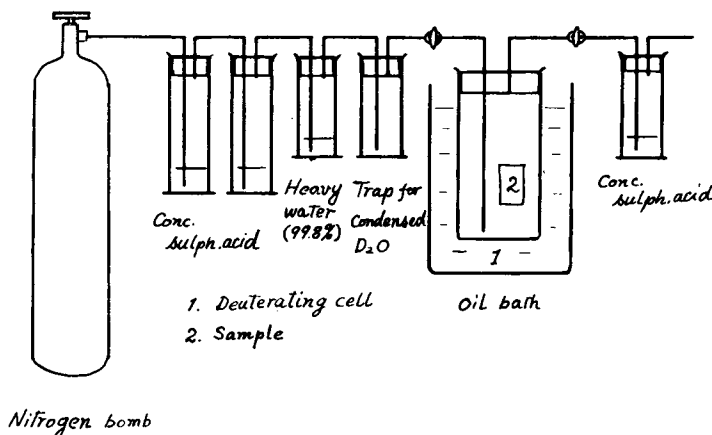 Conc.
sulph. acid
Heavy
water
(99.8%)
Trap for
Condensed
D₂O
2
1
Conc.
sulph. acid
Oil bath
1. Deuterating cell
2. Sample
Nitrogen bomb